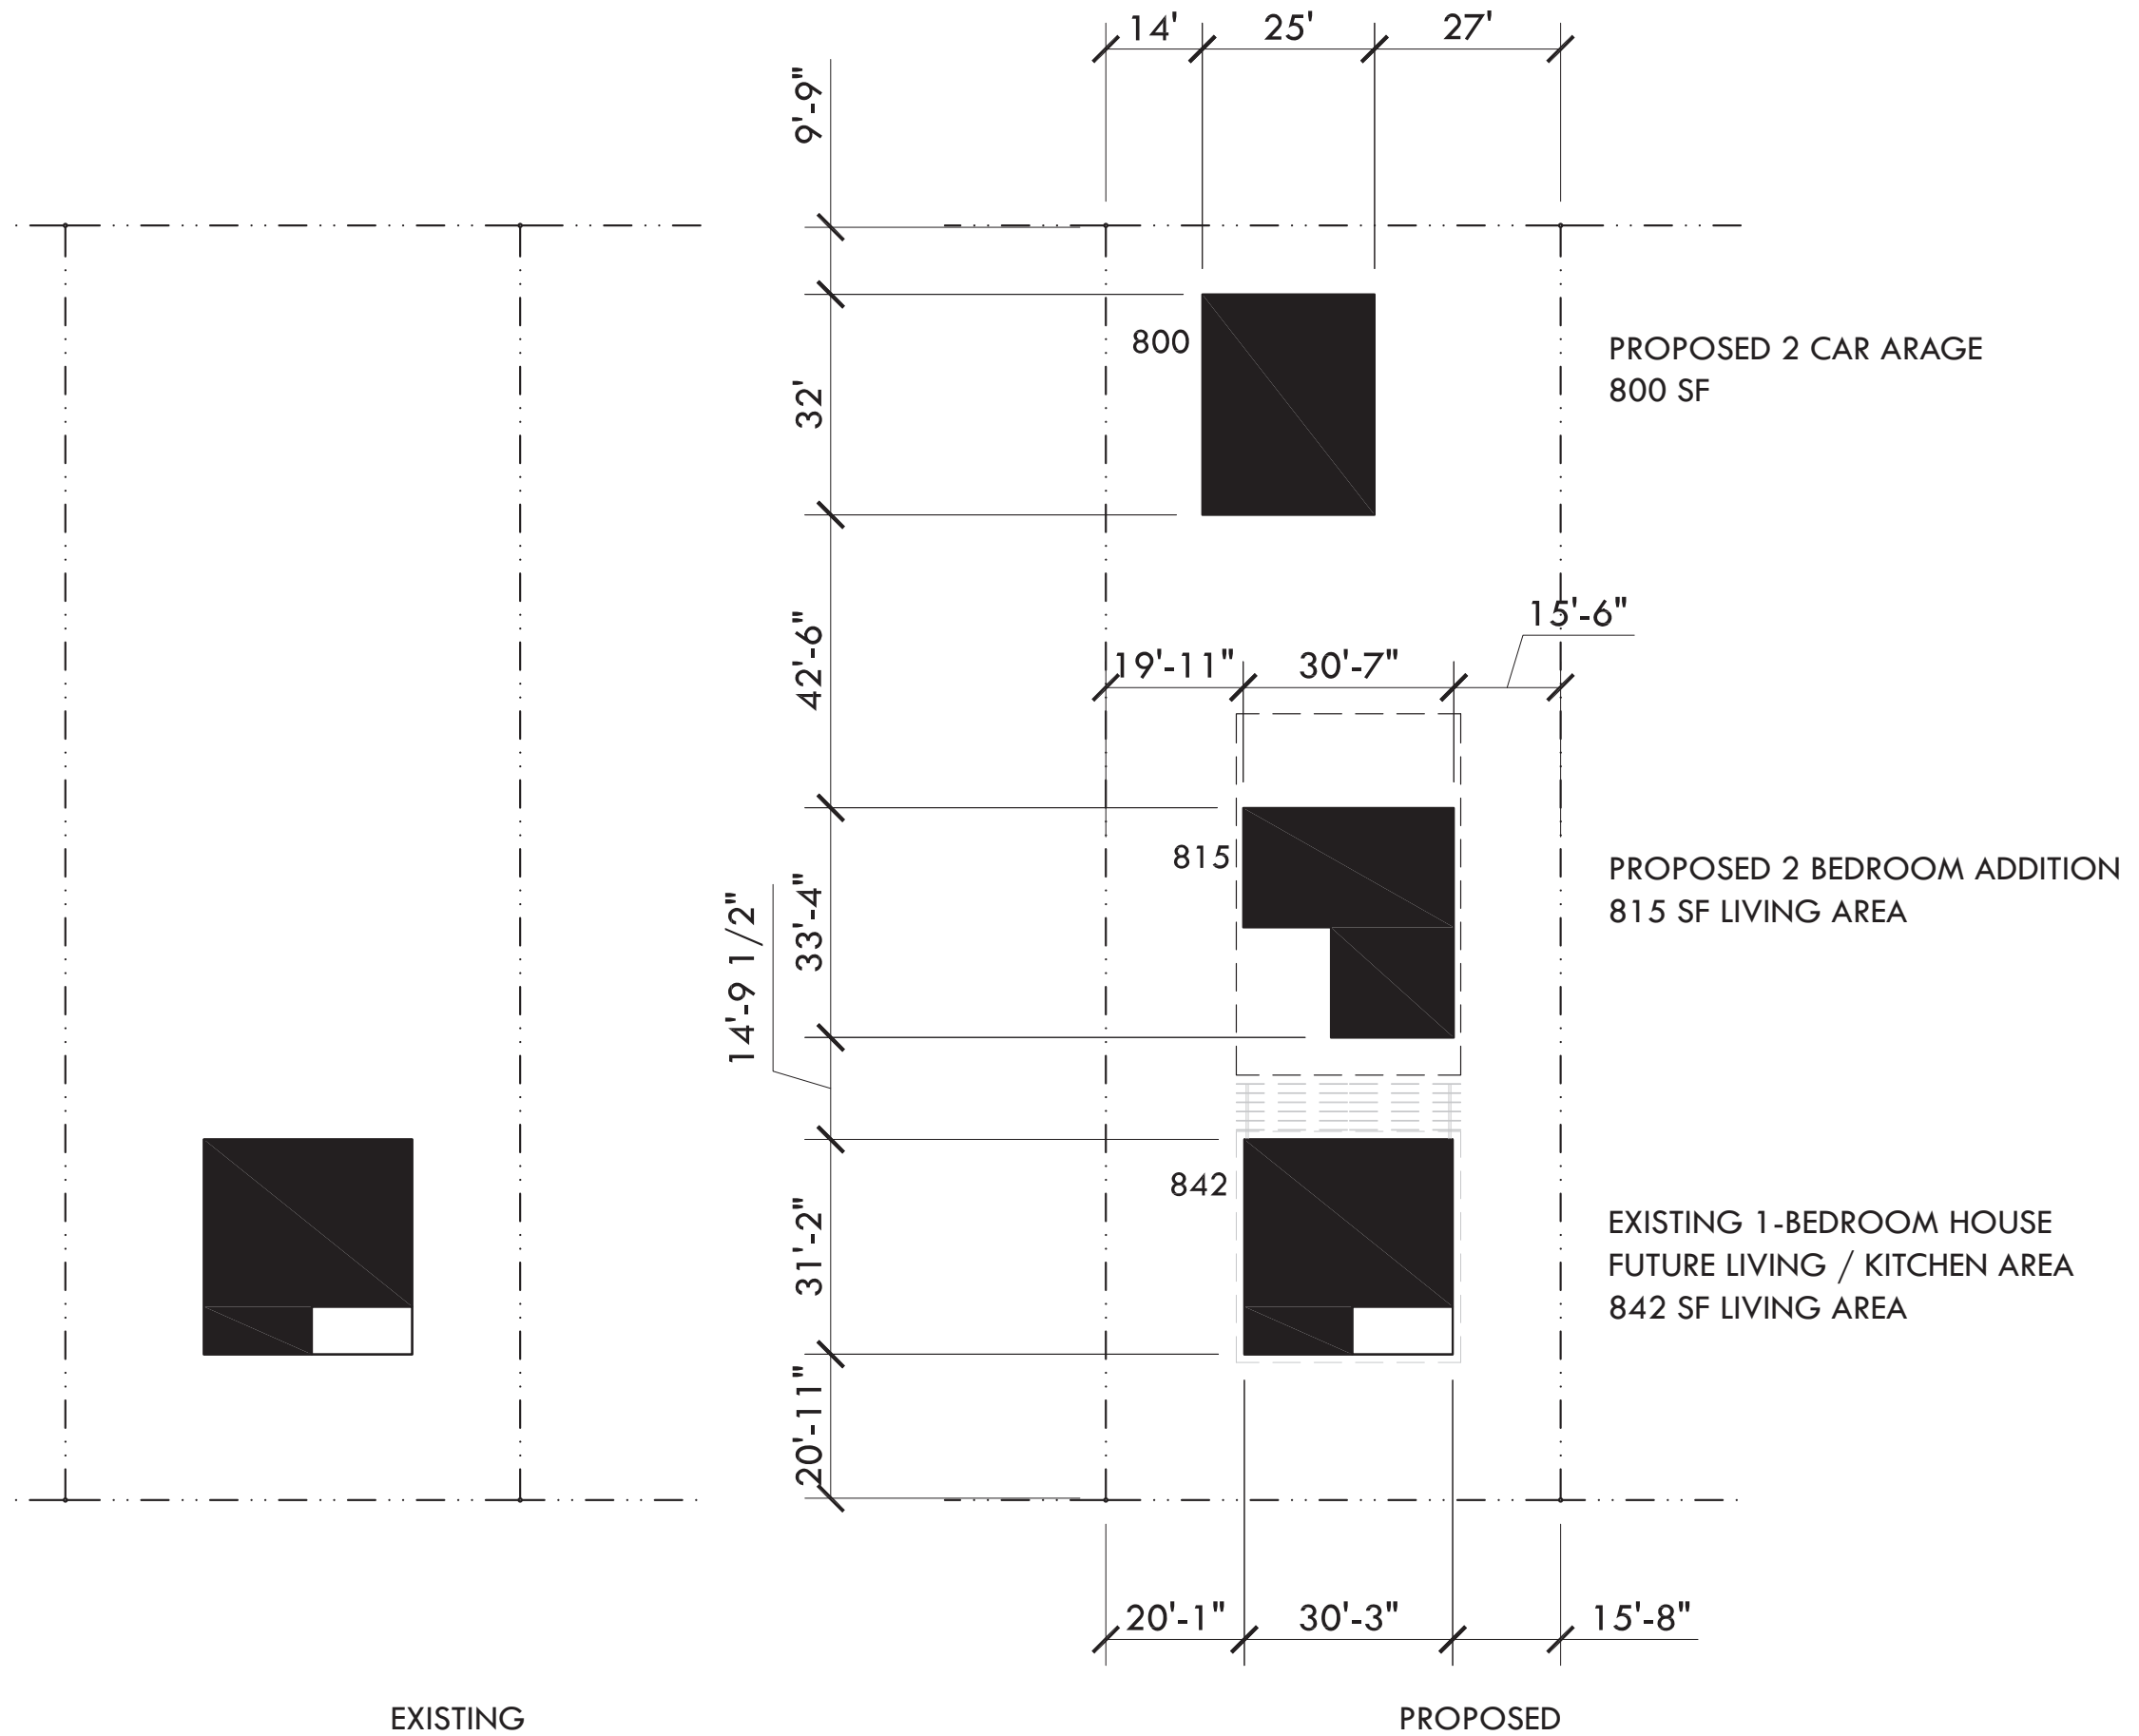 14' 25' 27'
9'-9"
800
PROPOSED 2 CAR ARAGE
800 SF
32'
15'-6"
42'-6"
19'-11" 30'-7"
815
PROPOSED 2 BEDROOM ADDITION
815 SF LIVING AREA
33'-4"
14'-9 1/2"
842
EXISTING 1-BEDROOM HOUSE
FUTURE LIVING / KITCHEN AREA
842 SF LIVING AREA
31'-2"
20'-11"
20'-1" 30'-3" 15'-8"
EXISTING
PROPOSED